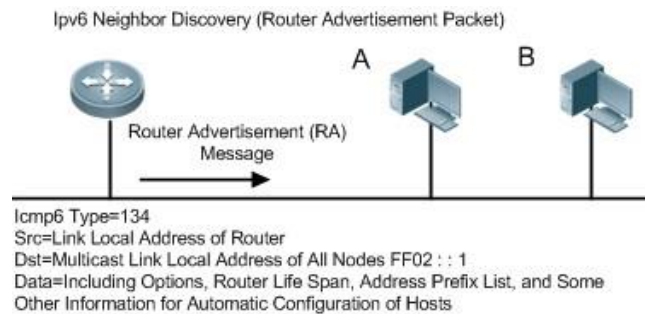 Ipv6 Neighbor Discovery (Router Advertisement Packet)
A
B
Router Advertisement (RA)
Message
Icmp6 Type=134
Src=Link Local Address of Router
Dst=Multicast Link Local Address of All Nodes FF02 : : 1
Data=Including Options, Router Life Span, Address Prefix List, and Some
Other Information for Automatic Configuration of Hosts